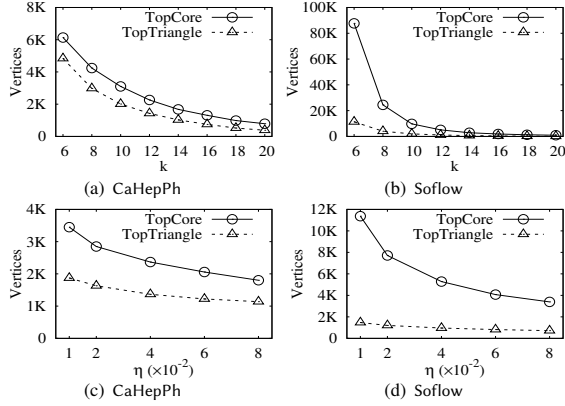 8K
6K
4K
2K
0
Vertices
TopCore
TopTriangle
6 8 10 12 14 16 18 20
k
(a) CaHepPh
100K
80K
60K
40K
20K
0
Vertices
TopCore
TopTriangle
6 8 10 12 14 16 18 20
k
(b) Soflow
4K
3K
2K
1K
0
Vertices
TopCore
TopTriangle
1 2 4 6 8
η (×10⁻²)
(c) CaHepPh
12K
10K
8K
6K
4K
2K
0
Vertices
TopCore
TopTriangle
1 2 4 6 8
η (×10⁻²)
(d) Soflow